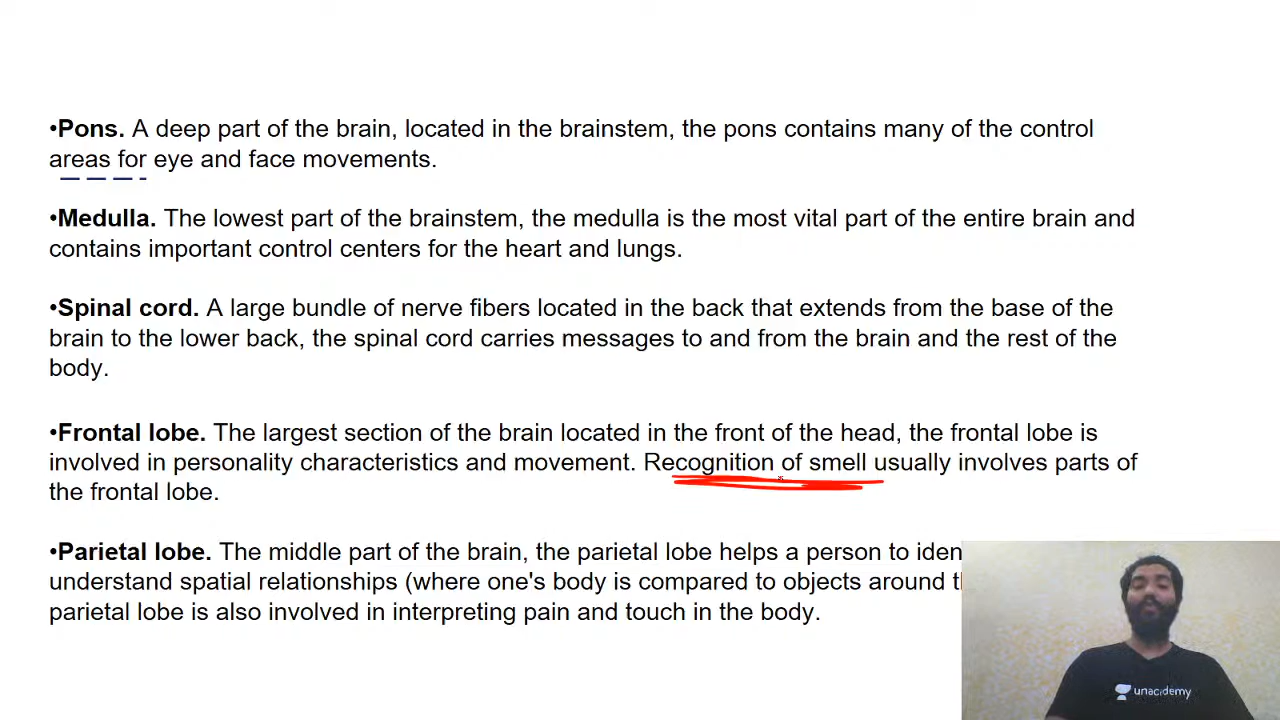 •Pons. A deep part of the brain, located in the brainstem, the pons contains many of the control
areas for eye and face movements.
•Medulla. The lowest part of the brainstem, the medulla is the most vital part of the entire brain and
contains important control centers for the heart and lungs.
•Spinal cord. A large bundle of nerve fibers located in the back that extends from the base of the
brain to the lower back, the spinal cord carries messages to and from the brain and the rest of the
body.
•Frontal lobe. The largest section of the brain located in the front of the head, the frontal lobe is
involved in personality characteristics and movement. Recognition of smell usually involves parts of
the frontal lobe.
•Parietal lobe. The middle part of the brain, the parietal lobe helps a person to
understand spatial relationships (where one's body is compared to objects around
parietal lobe is also involved in interpreting pain and touch in the body.
unacademy